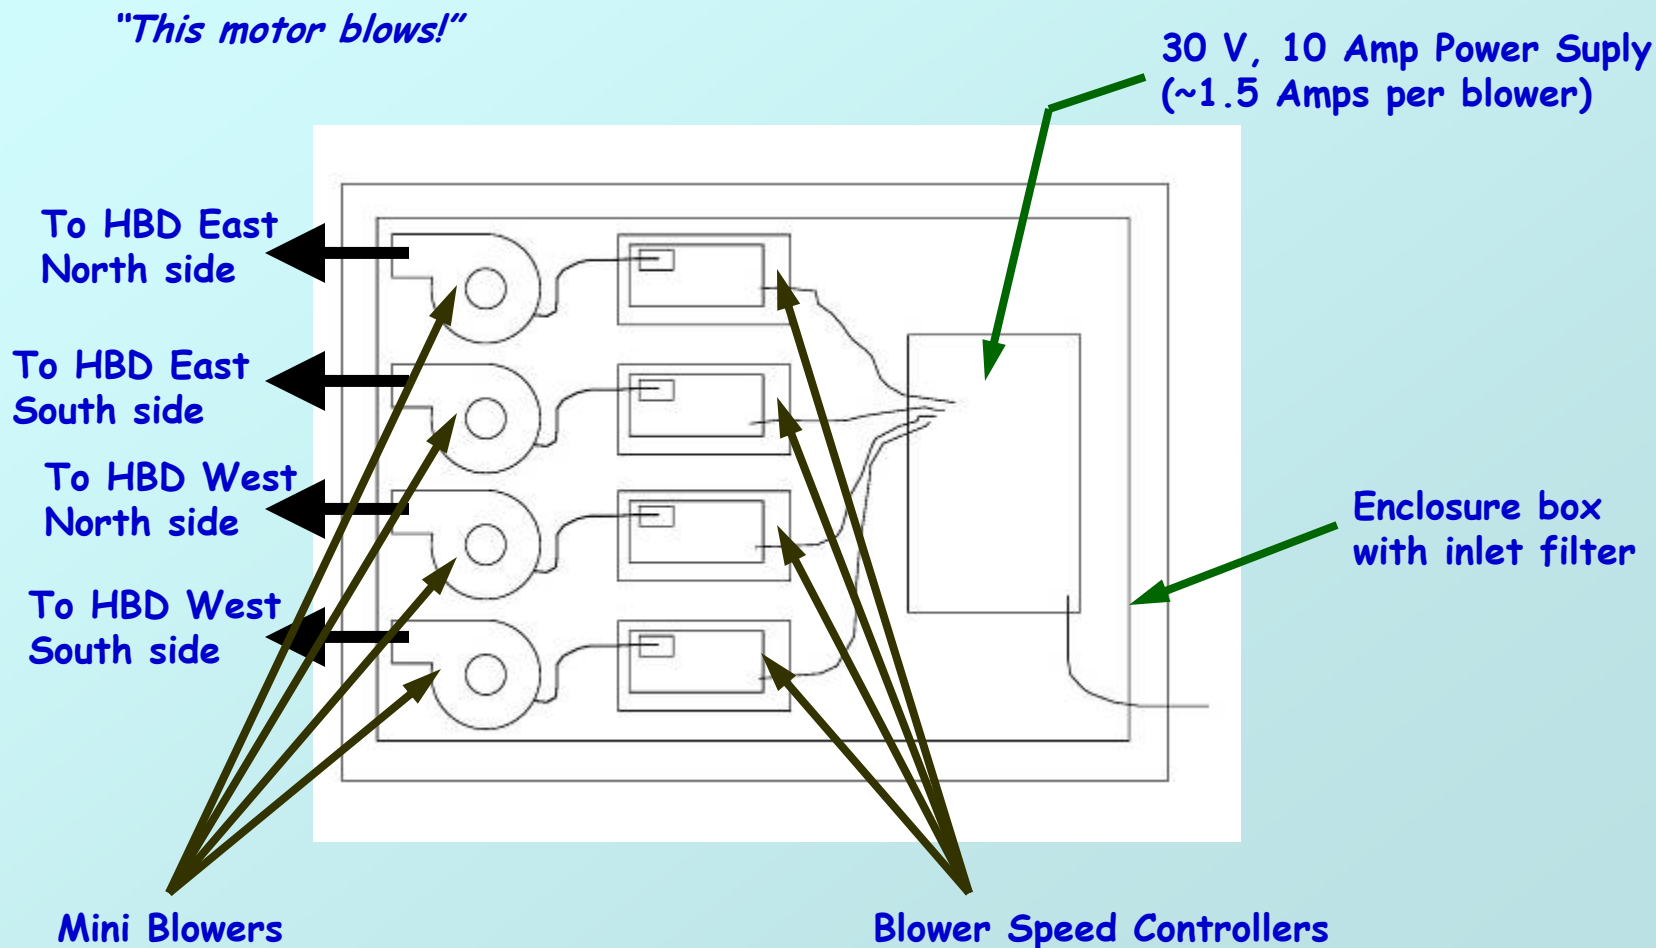 "This motor blows!"
30 V, 10 Amp Power Suply
(~1.5 Amps per blower)
To HBD East
North side
To HBD East
South side
To HBD West
North side
To HBD West
South side
Enclosure box
with inlet filter
Mini Blowers
Blower Speed Controllers